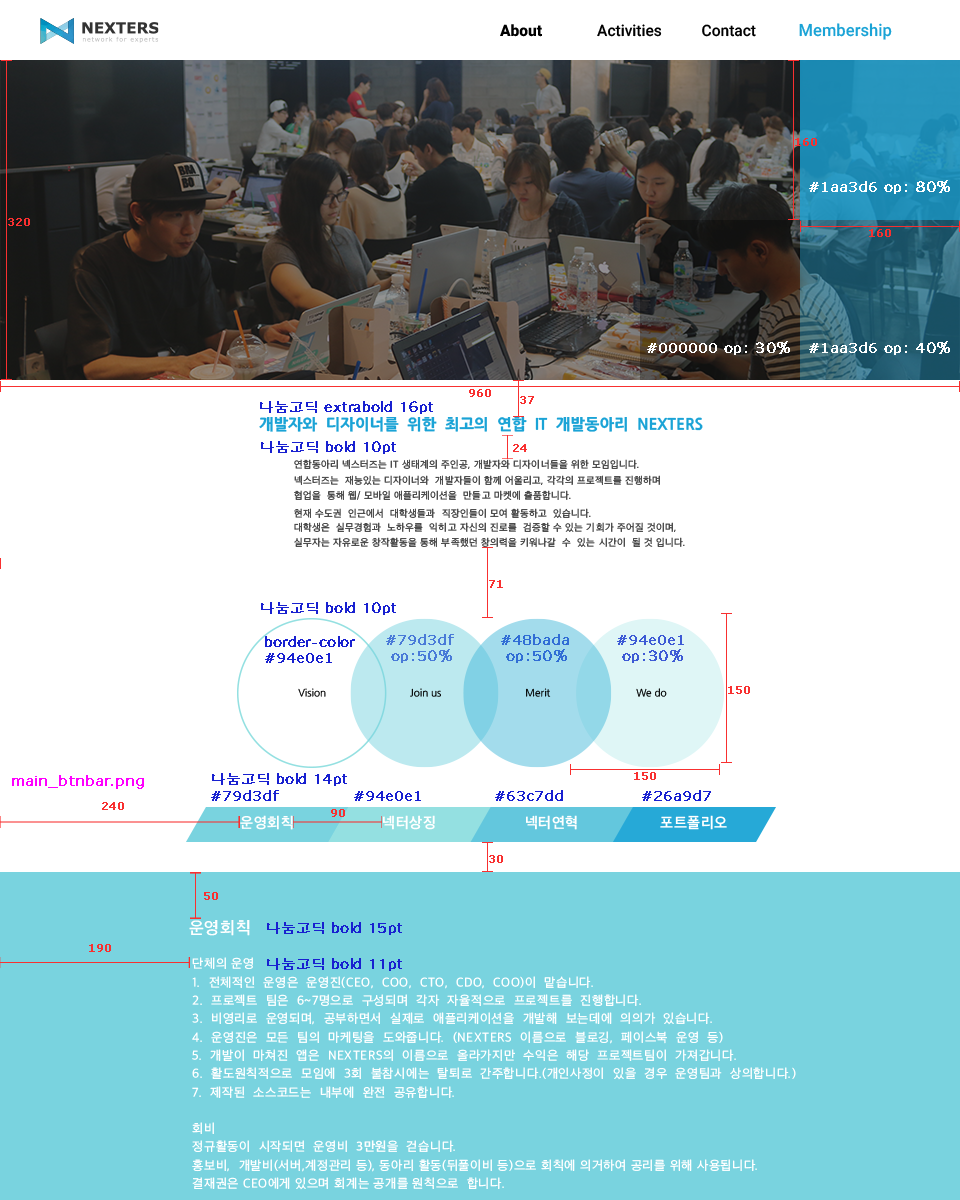 NEXTERS
network for experts
About
Activities
Contact
Membership
BRA
BO
160
#1aa3d6 op: 80%
320
160
#000000 op: 30%
#1aa3d6 op: 40%
960
37
나눔고딕 extrabold 16pt
개발자와 디자이너를 위한 최고의 연합 IT 개발동아리 NEXTERS
나눔고딕 bold 10pt
24
연합동아리 넥스터즈는 IT 생태계의 주인공, 개발자와 디자이너들을 위한 모임입니다.
넥스터즈는 재능있는 디자이너와 개발자들이 함께 어울리고, 각각의 프로젝트를 진행하며
협업을 통해 웹/ 모바일 애플리케이션을 만들고 마켓에 출품합니다.
현재 수도권 인근에서 대학생들과 직장인들이 모여 활동하고 있습니다.
대학생은 실무경험과 노하우를 익히고 자신의 진로를 검증할 수 있는 기회가 주어질 것이며,
실무자는 자유로운 창작활동을 통해 부족했던 창의력을 키워나갈 수 있는 시간이 될 것 입니다.
71
나눔고딕 bold 10pt
border-color
#94e0e1
#79d3df
op:50%
#48bada
op:50%
#94e0e1
op:30%
Vision
Join us
Merit
We do
150
150
main_btnbar.png
나눔고딕 bold 14pt
#79d3df
#94e0e1
#63c7dd
#26a9d7
240
90
운영회칙
넥터상징
넥터연혁
포트폴리오
30
50
운영회칙
나눔고딕 bold 15pt
190
단체의 운영
나눔고딕 bold 11pt
1. 전체적인 운영은 운영진(CEO, COO, CTO, CDO, COO)이 맡습니다.
2. 프로젝트 팀은 6~7명으로 구성되며 각자 자율적으로 프로젝트를 진행합니다.
3. 비영리로 운영되며, 공부하면서 실제로 애플리케이션을 개발해 보는데에 의의가 있습니다.
4. 운영진은 모든 팀의 마케팅을 도와줍니다. (NEXTERS 이름으로 블로깅, 페이스북 운영 등)
5. 개발이 마쳐진 앱은 NEXTERS의 이름으로 올라가지만 수익은 해당 프로젝트팀이 가져갑니다.
6. 활도원칙적으로 모임에 3회 불참시에는 탈퇴로 간주합니다.(개인사정이 있을 경우 운영팀과 상의합니다.)
7. 제작된 소스코드는 내부에 완전 공유합니다.
회비
정규활동이 시작되면 운영비 3만원을 걷습니다.
홍보비, 개발비(서버,계정관리 등), 동아리 활동(뒤풀이비 등)으로 회칙에 의거하여 공리를 위해 사용됩니다.
결재권은 CEO에게 있으며 회계는 공개를 원칙으로 합니다.